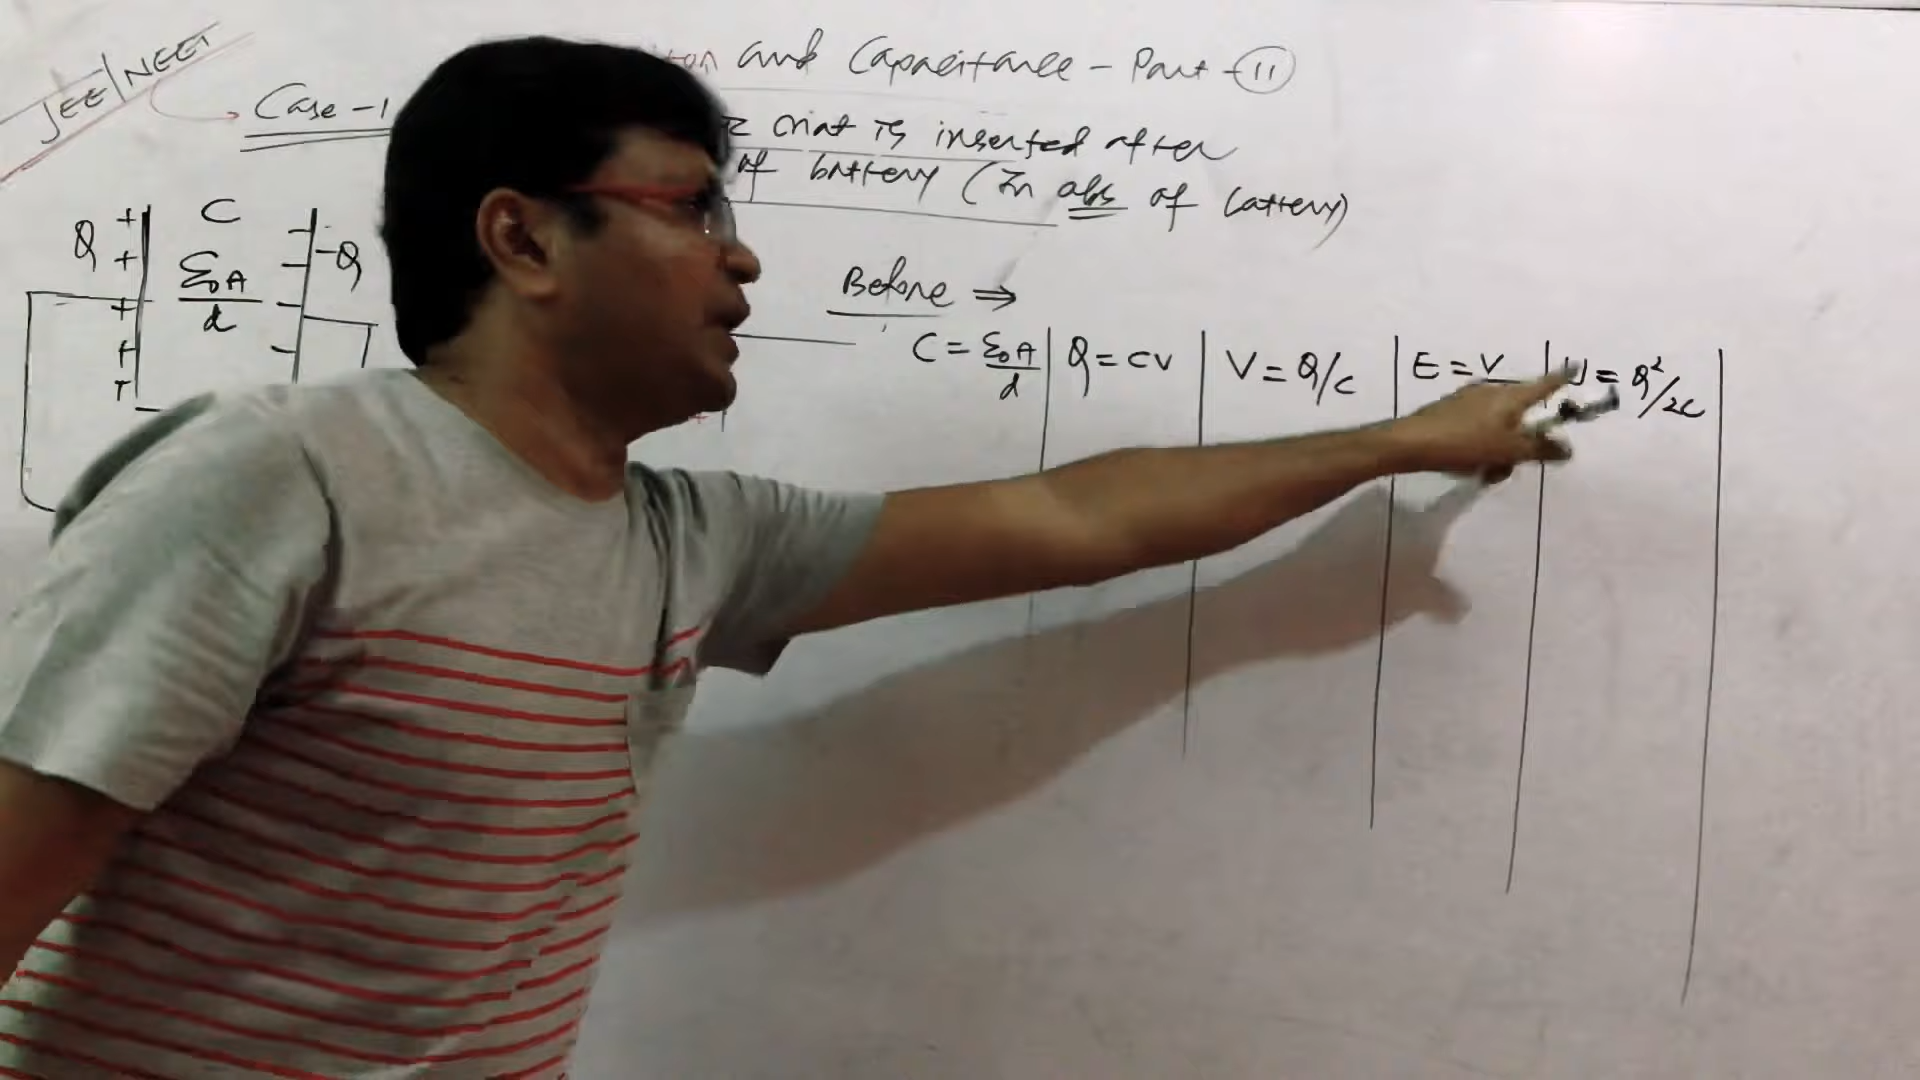 JEE/NEET
and Capacitance - Part - 11
Case - 1
is inserted after
of battery (In abs of battery)
Q + C - -Q
ε₀A
d
Before ⇒
C = ε₀A/d | Q = CV | V = Q/C | E = V | U = Q²/2C